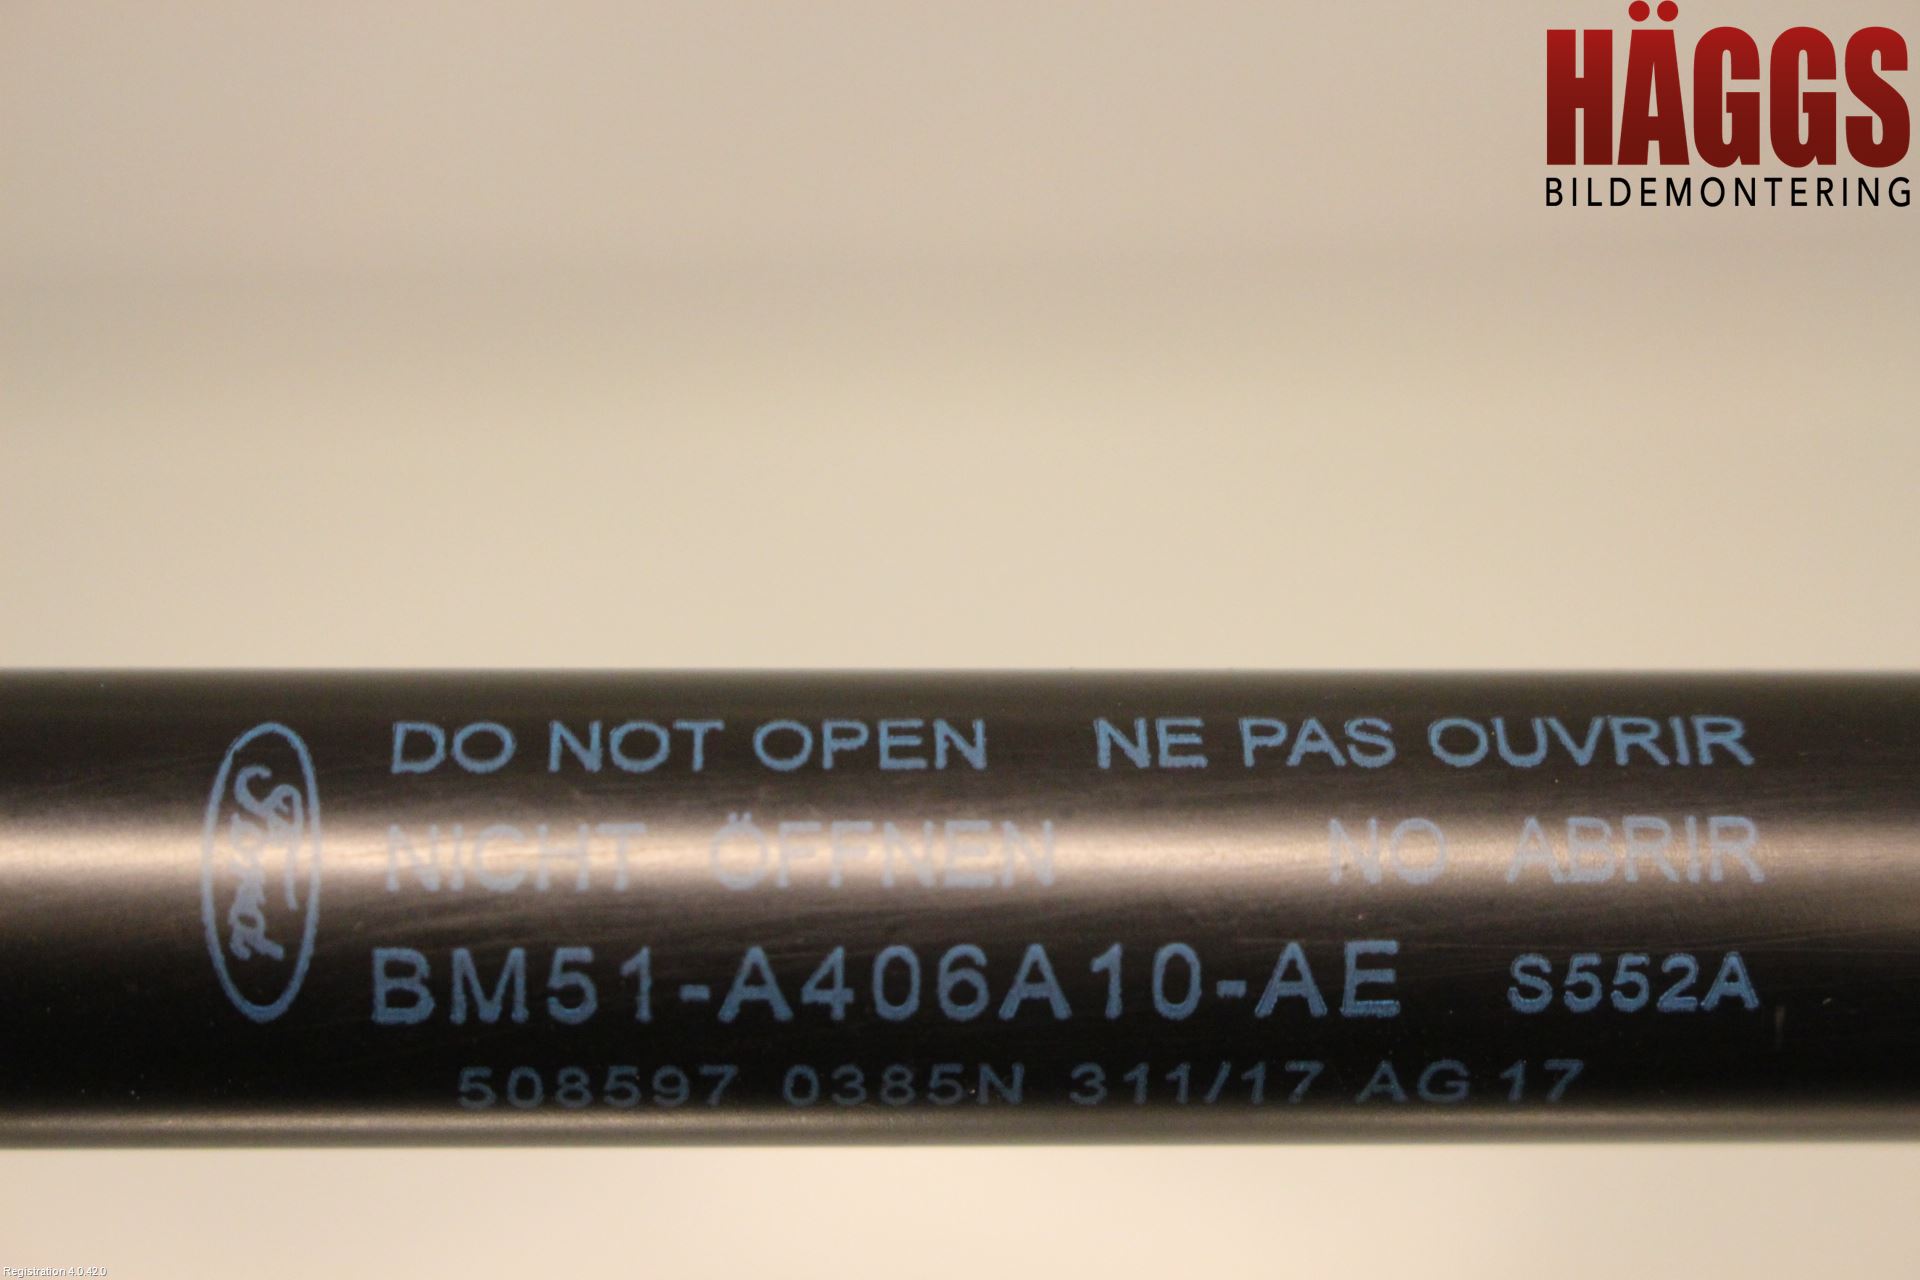 HÄGGS
BILDEMONTERING
DO NOT OPEN NE PAS OUVRIR
NICHT ÖFFNEN NO ABRIR
Ford
BM51-A406A10-AE S552A
508597 0385N 311/17 AG 17
Registration 4.0.42.0